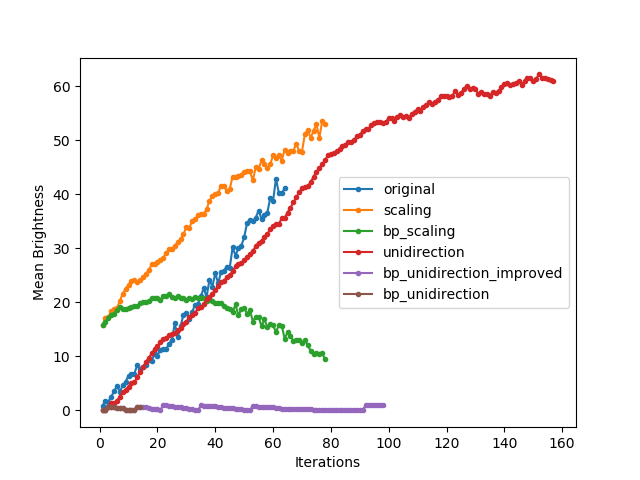 60
50
40
30
20
10
0
Mean Brightness
original
scaling
bp_scaling
unidirection
bp_unidirection_improved
bp_unidirection
0 20 40 60 80 100 120 140 160
Iterations